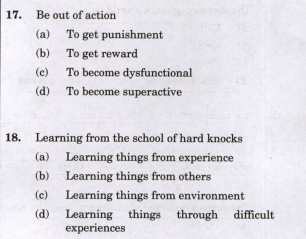 17. Be out of action
(a) To get punishment
(b) To get reward
(c) To become dysfunctional
(d) To become superactive
18. Learning from the school of hard knocks
(a) Learning things from experience
(b) Learning things from others
(c) Learning things from environment
(d) Learning things through difficult
experiences